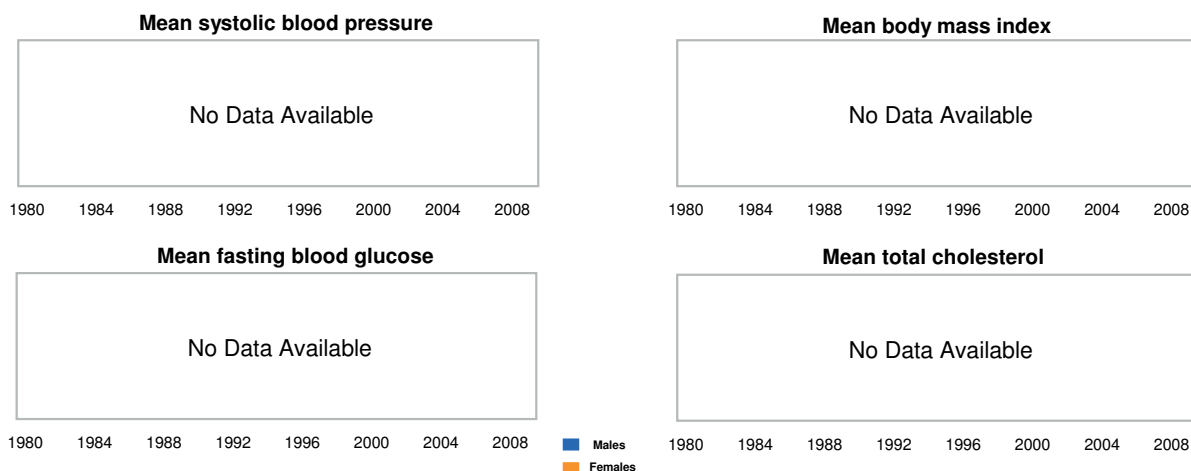 Mean systolic blood pressure
No Data Available
1980 1984 1988 1992 1996 2000 2004 2008
Mean body mass index
No Data Available
1980 1984 1988 1992 1996 2000 2004 2008
Mean fasting blood glucose
No Data Available
1980 1984 1988 1992 1996 2000 2004 2008
Males
Females
Mean total cholesterol
No Data Available
1980 1984 1988 1992 1996 2000 2004 2008